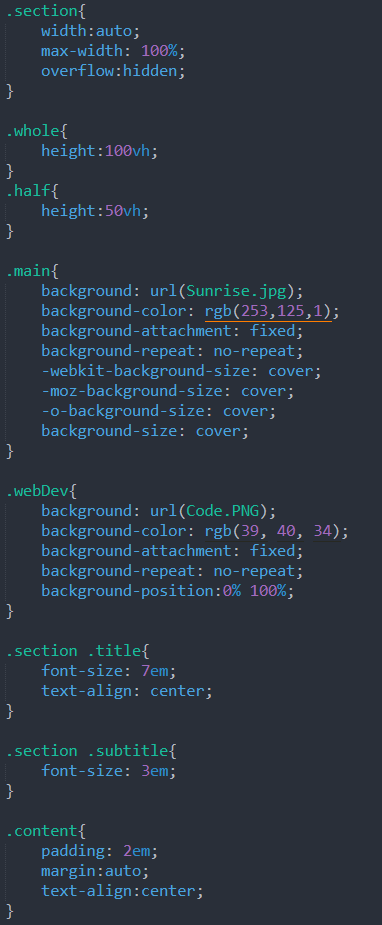 .section{
    width:auto;
    max-width: 100%;
    overflow:hidden;
}

.whole{
    height:100vh;
}
.half{
    height:50vh;
}

.main{
    background: url(Sunrise.jpg);
    background-color: rgb(253,125,1);
    background-attachment: fixed;
    background-repeat: no-repeat;
    -webkit-background-size: cover;
    -moz-background-size: cover;
    -o-background-size: cover;
    background-size: cover;
}

.webDev{
    background: url(Code.PNG);
    background-color: rgb(39, 40, 34);
    background-attachment: fixed;
    background-repeat: no-repeat;
    background-position:0% 100%;
}

.section .title{
    font-size: 7em;
    text-align: center;
}

.section .subtitle{
    font-size: 3em;
}

.content{
    padding: 2em;
    margin:auto;
    text-align:center;
}